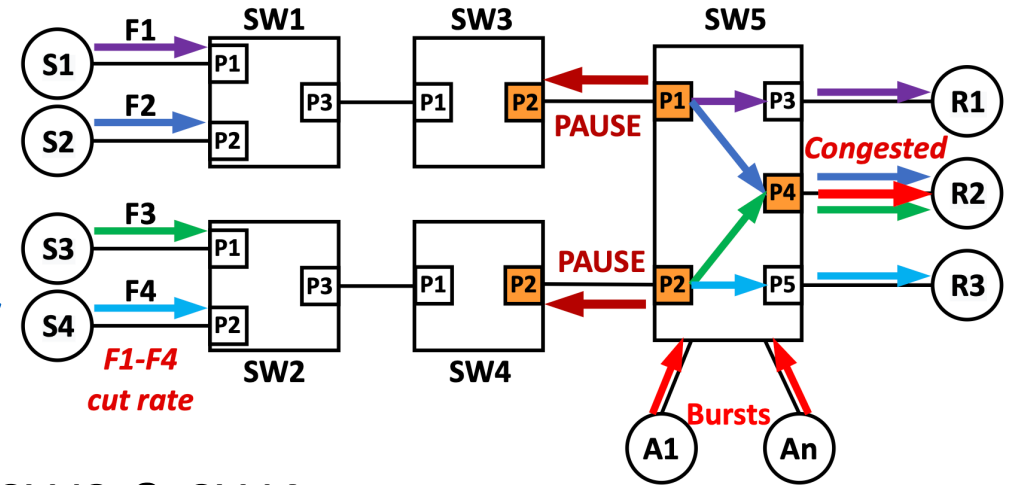 SW1
SW3
SW5
S1
F1
P1
S2
F2
P2
P3
P1
P2
PAUSE
P1
P3
R1
Congested
P4
R2
S3
F3
P1
S4
F4
P2
P3
P1
P2
PAUSE
P2
P5
R3
F1-F4
cut rate
SW2
SW4
Bursts
A1
An